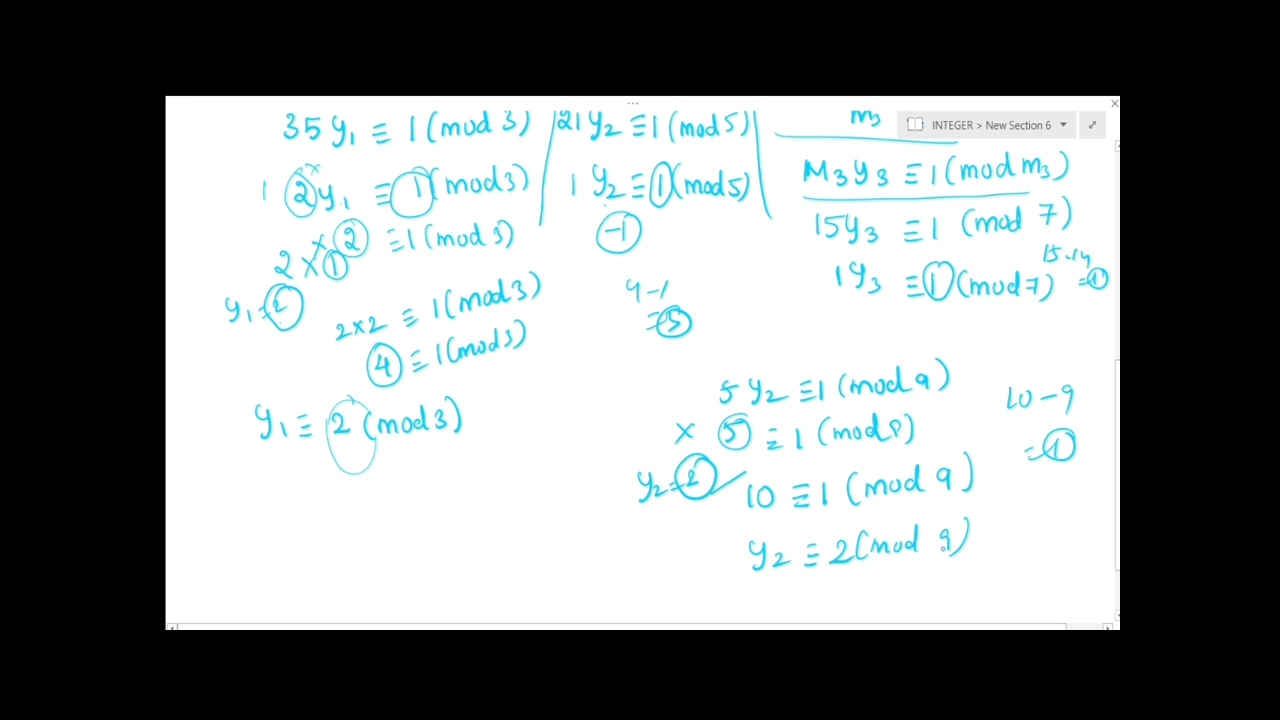 INTEGER > New Section 6
35 y₁ ≡ 1 (mod 3)
1 2 y₁ ≡ 1 (mod 3)
× 2 ≡ 1 (mod 3)
2 × 1
y₁ = 2
2×2 ≡ 1 (mod 3)
4 ≡ 1 (mod 3)
y₁ ≡ 2 (mod 3)
21 y₂ ≡ 1 (mod 5)
1 y₂ ≡ 1 (mod 5)
-1
= 5
m₃
M₃ y₃ ≡ 1 (mod m₃)
15 y₃ ≡ 1 (mod 7)
15-14
= 1
1 y₃ ≡ 1 (mod 7)
5 y₂ ≡ 1 (mod 9)
× 5 ≡ 1 (mod 9)
10 - 9
= 1
y₂ = 2
10 ≡ 1 (mod 9)
y₂ ≡ 2 (mod 9)